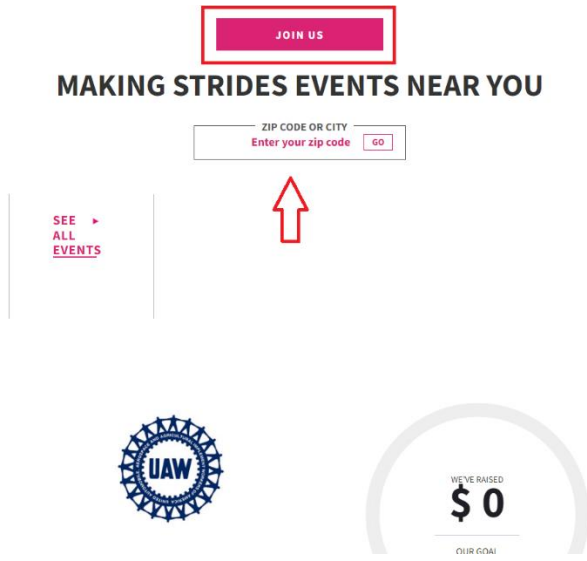 JOIN US
MAKING STRIDES EVENTS NEAR YOU
ZIP CODE OR CITY
Enter your zip code GO
SEE ▸
ALL
EVENTS
UAW
WE'VE RAISED
$ 0
OUR GOAL